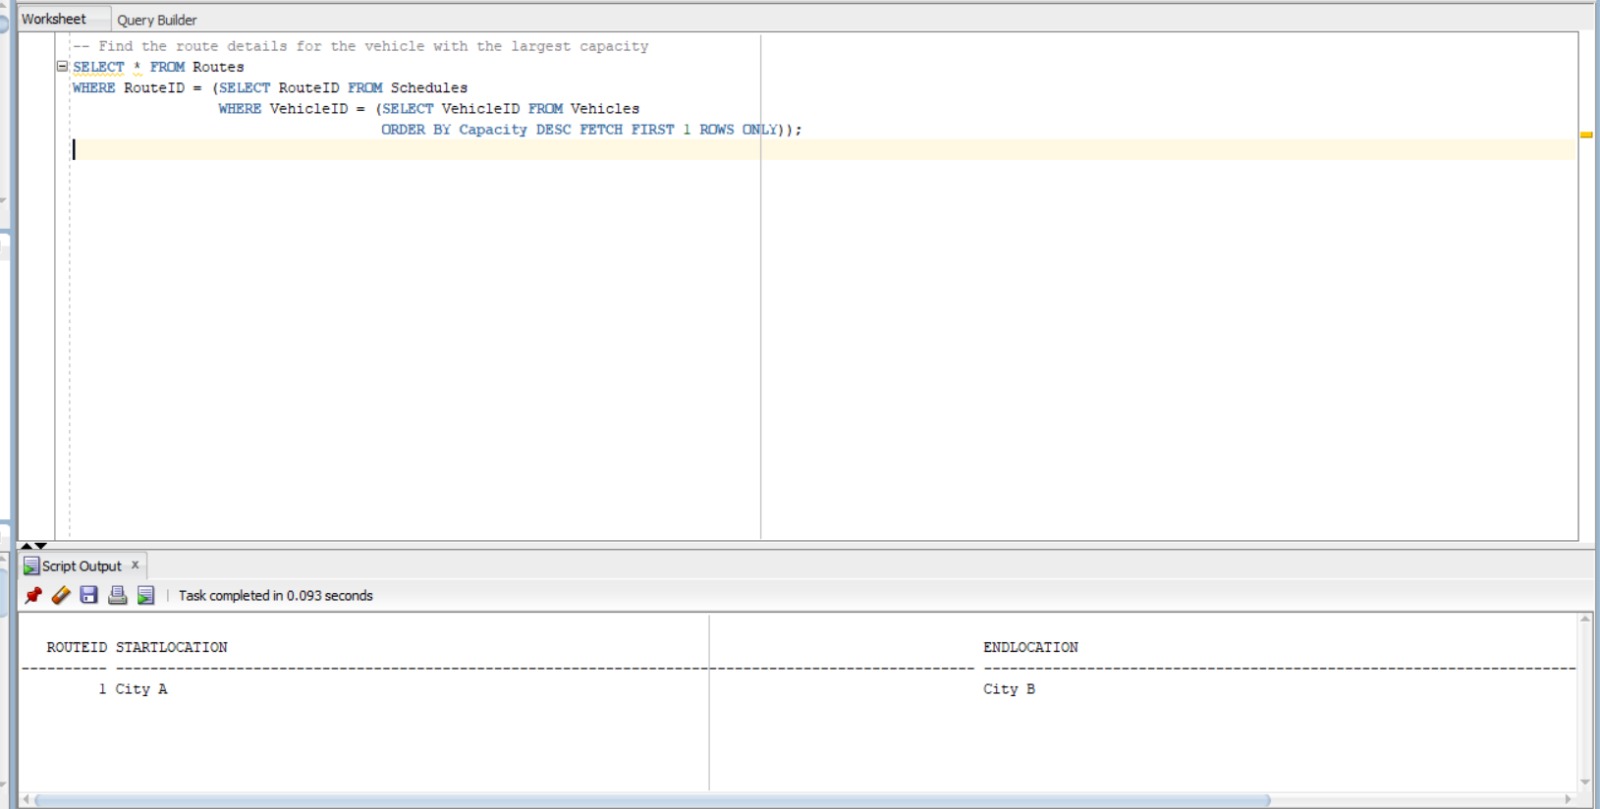 Worksheet Query Builder
-- Find the route details for the vehicle with the largest capacity
SELECT * FROM Routes
WHERE RouteID = (SELECT RouteID FROM Schedules
WHERE VehicleID = (SELECT VehicleID FROM Vehicles
ORDER BY Capacity DESC FETCH FIRST 1 ROWS ONLY));
Script Output x
Task completed in 0.093 seconds
ROUTEID STARTLOCATION ENDLOCATION
1 City A City B